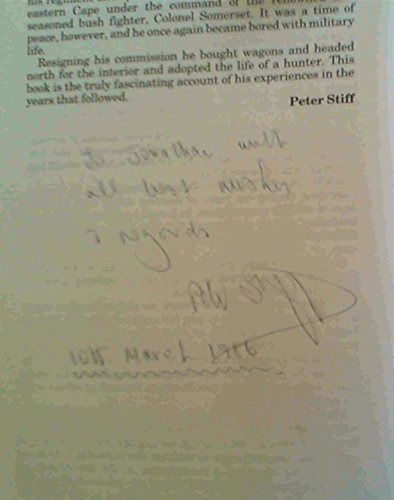 eastern Cape under the command of the
seasoned bush fighter, Colonel Somerset. It was a time of
peace, however, and he once again became bored with military
life.
Resigning his commission he bought wagons and headed
north for the interior and adopted the life of a hunter. This
book is the truly fascinating account of his experiences in the
years that followed.
Peter Stiff
To Jonathan with
all best wishes
& regards
Peter Stiff
10th March 1986